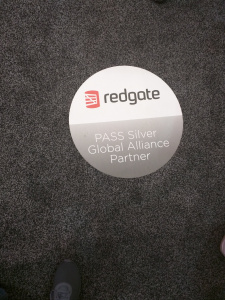 redgate
PASS Silver
Global Alliance
Partner